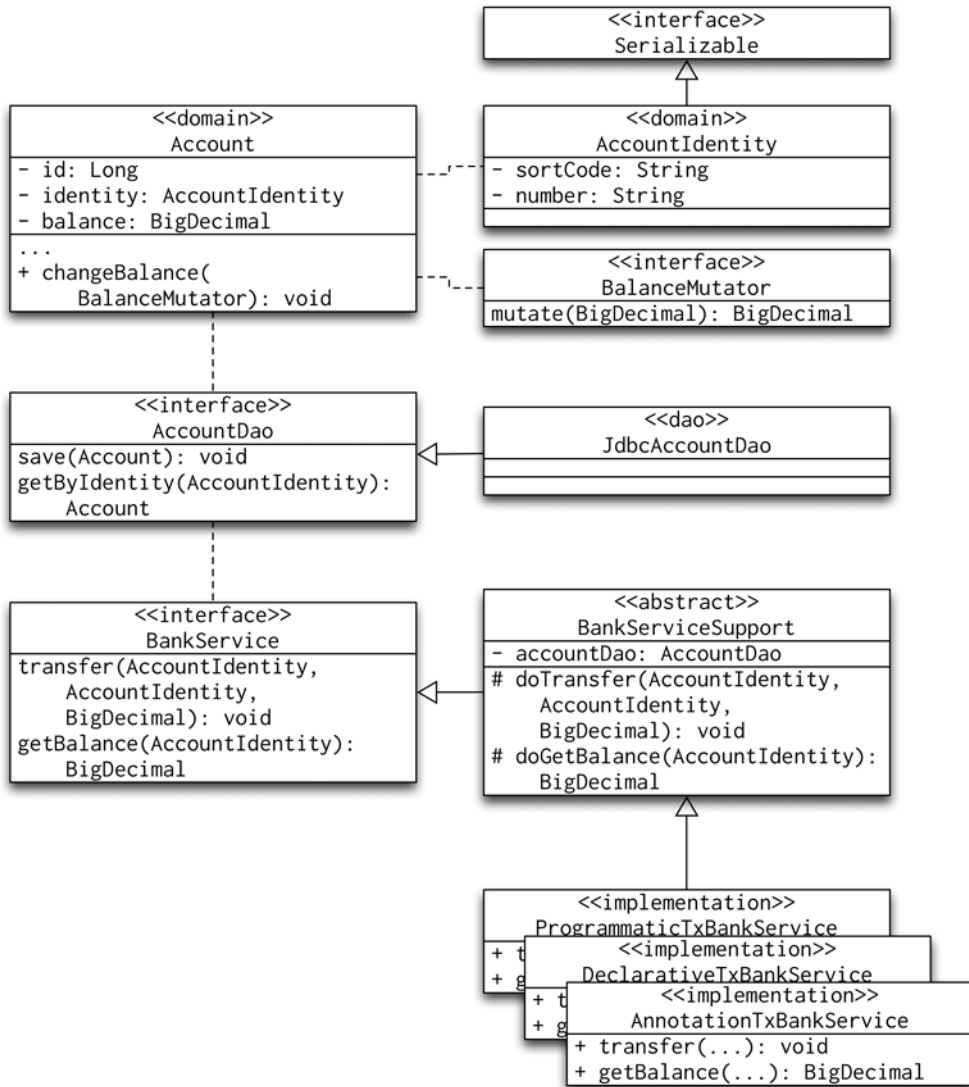 <<interface>>
Serializable
<<domain>>
Account
- id: Long
- identity: AccountIdentity
- balance: BigDecimal
...
+ changeBalance(
BalanceMutator): void
<<domain>>
AccountIdentity
- sortCode: String
- number: String
<<interface>>
BalanceMutator
mutate(BigDecimal): BigDecimal
<<interface>>
AccountDao
save(Account): void
getByIdentity(AccountIdentity):
Account
<<dao>>
JdbcAccountDao
<<interface>>
BankService
transfer(AccountIdentity,
AccountIdentity,
BigDecimal): void
getBalance(AccountIdentity):
BigDecimal
<<abstract>>
BankServiceSupport
- accountDao: AccountDao
# doTransfer(AccountIdentity,
AccountIdentity,
BigDecimal): void
# doGetBalance(AccountIdentity):
BigDecimal
<<implementation>>
ProgrammaticTxBankService
+ t
+ g
<<implementation>>
DeclarativeTxBankService
+ t
+ g
<<implementation>>
AnnotationTxBankService
+ transfer(...): void
+ getBalance(...): BigDecimal